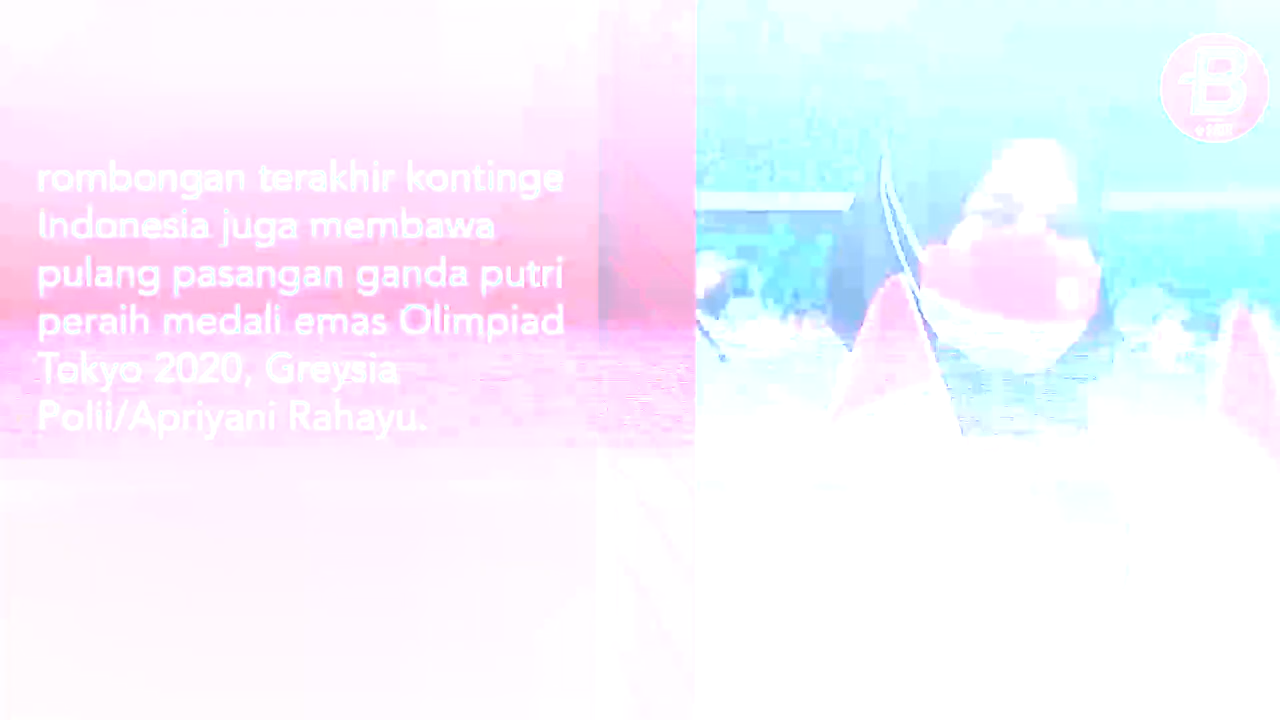 rombongan terakhir kontinge
Indonesia juga membawa
pulang pasangan ganda putri
peraih medali emas Olimpiad
Tokyo 2020, Greysia
Polii/Apriyani Rahayu.
B